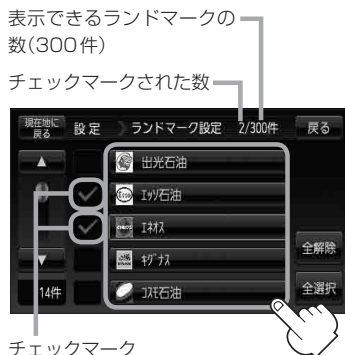 表示できるランドマークの
数(300件)
チェックマークされた数
現在地に
戻る
設定
ランドマーク設定
2/300件
戻る
出光石油
Esso
エッソ石油
ENEOS
エネオス
キグナス
コスモ石油
全解除
14件
全選択
チェックマーク